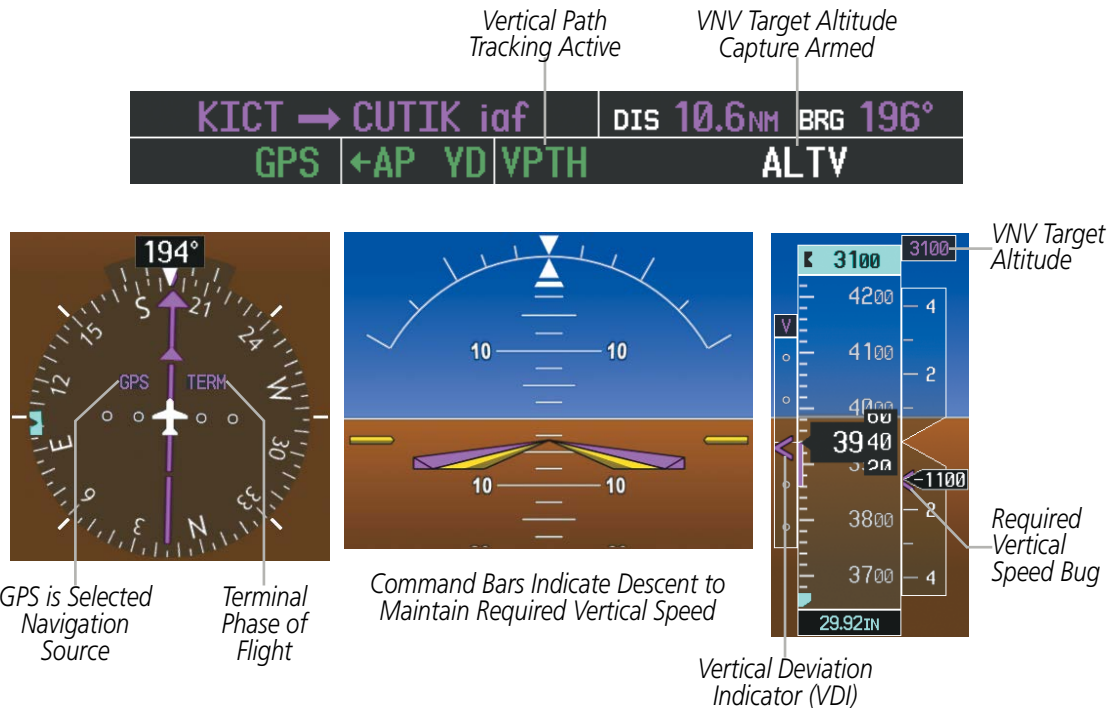 Vertical Path
Tracking Active
VNV Target Altitude
Capture Armed
KICT → CUTIK iaf DIS 10.6NM BRG 196°
GPS ←AP YD VPTH ALTV
194°
S 21 24 W 30 33 N 3 6 E 12 15
GPS TERM
GPS is Selected
Navigation
Source
Terminal
Phase of
Flight
10 10
10 10
Command Bars Indicate Descent to
Maintain Required Vertical Speed
3100
3100
VNV Target
Altitude
V
4200
4100
4000
60
3940
20
3800
3700
4
2
-1100
2
4
29.92IN
Required
Vertical
Speed Bug
Vertical Deviation
Indicator (VDI)